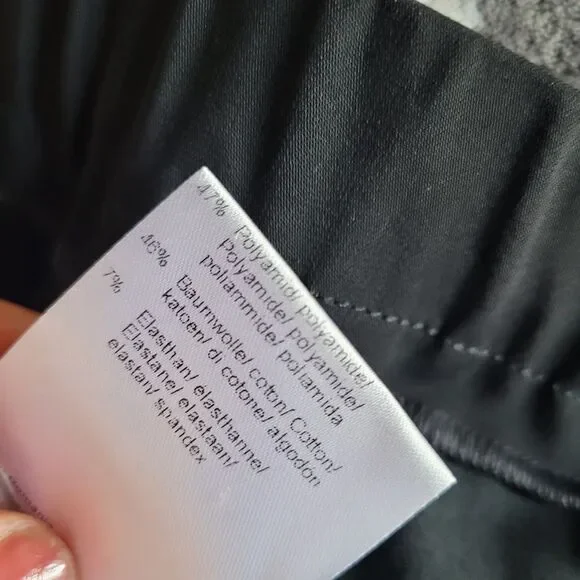 47% Polyamid/ polyamide/
Polyamide/ polyamide/
poliammide/ poliamida
46% Baumwolle/ coton/ Cotton/
katoen/ di cotone/ algodón
7% Elasthan/ élasthanne/
Elastane/ elastaan/
elastan/ spandex